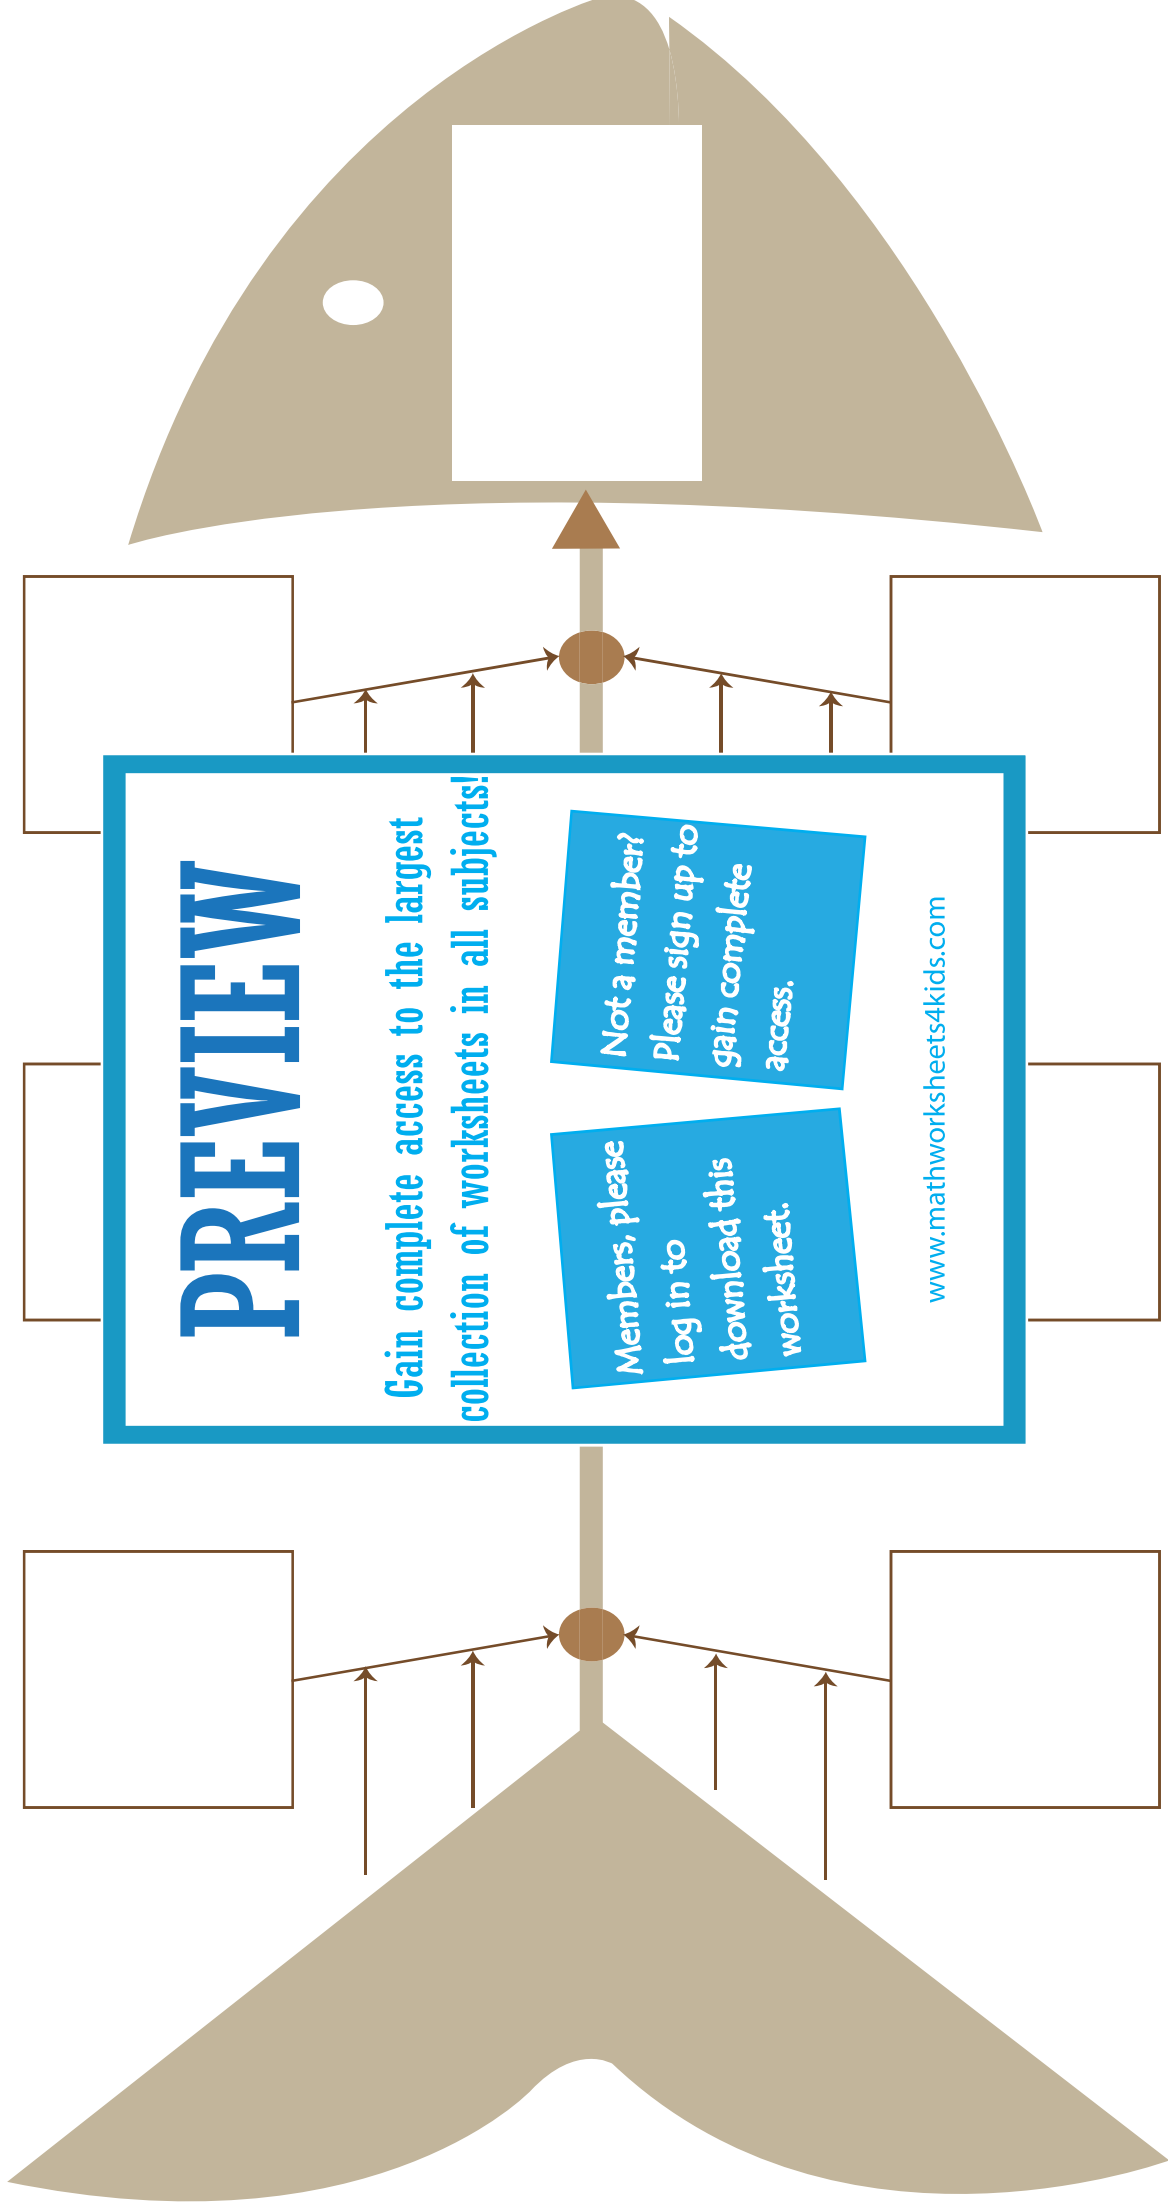 PREVIEW
Gain complete access to the largest
collection of worksheets in all subjects!
Members, please
log in to
download this
worksheet.
Not a member?
Please sign up to
gain complete
access.
www.mathworksheets4kids.com